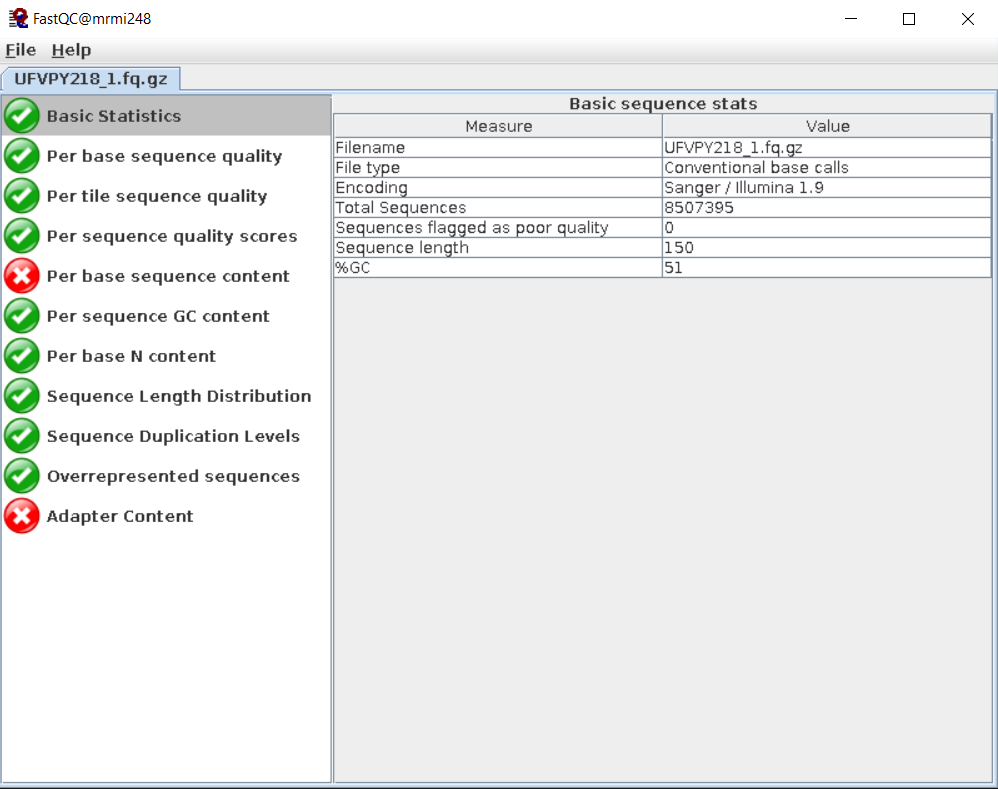 FastQC@mrmi248
File Help
UFVPY218_1.fq.gz
Basic Statistics
Per base sequence quality
Per tile sequence quality
Per sequence quality scores
Per base sequence content
Per sequence GC content
Per base N content
Sequence Length Distribution
Sequence Duplication Levels
Overrepresented sequences
Adapter Content
Basic sequence stats
Measure Value
Filename UFVPY218_1.fq.gz
File type Conventional base calls
Encoding Sanger / Illumina 1.9
Total Sequences 8507395
Sequences flagged as poor quality 0
Sequence length 150
%GC 51